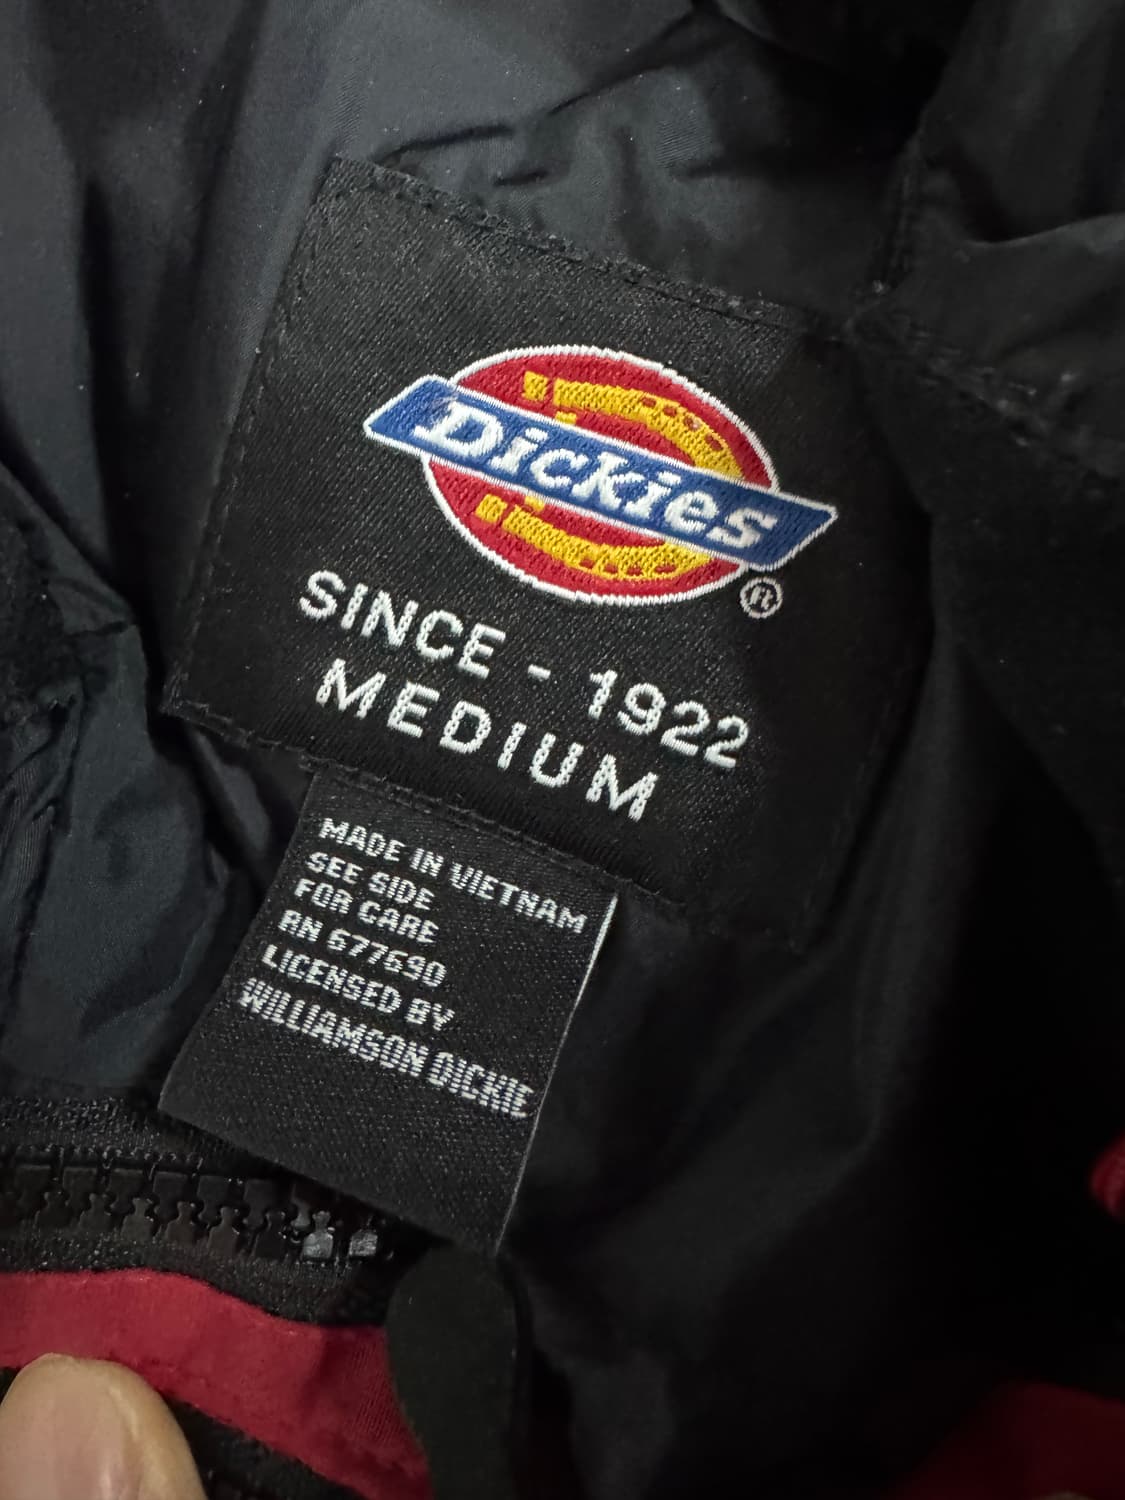 Dickies
®
SINCE - 1922
MEDIUM
MADE IN VIETNAM
SEE SIDE
FOR CARE
RN 677690
LICENSED BY
WILLIAMSON DICKIE